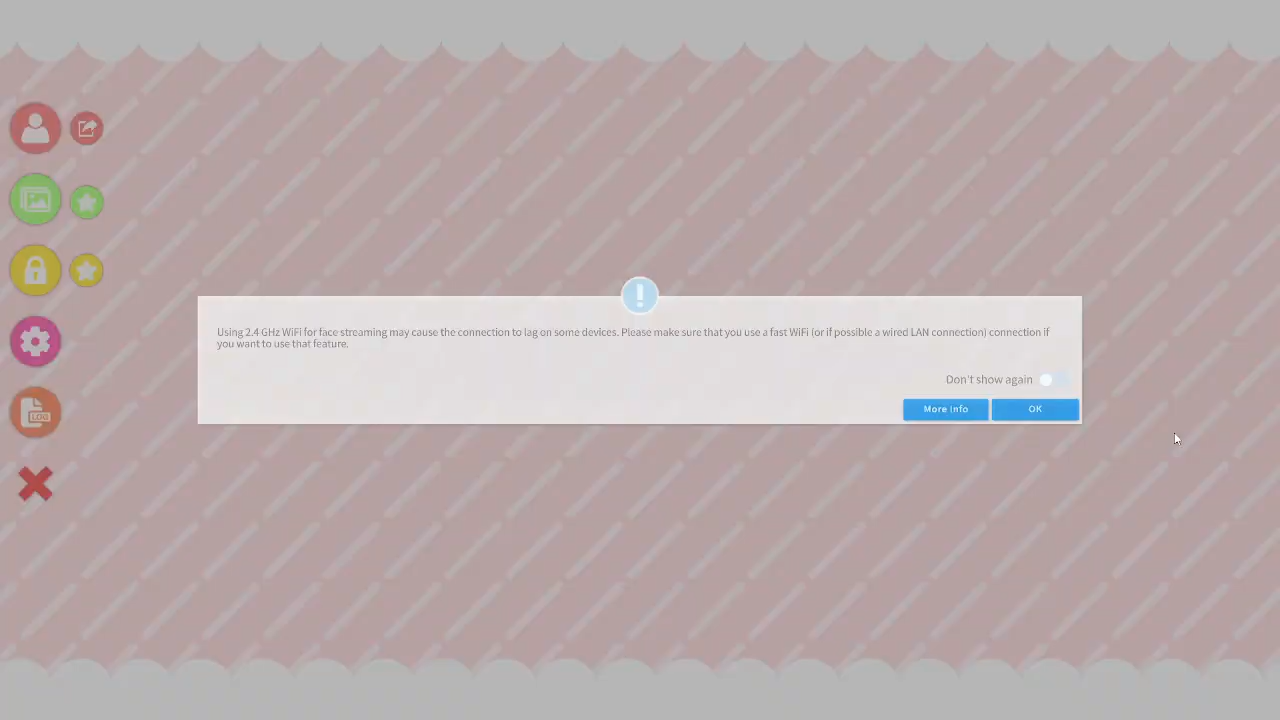 Using 2.4 GHz WiFi for face streaming may cause the connection to lag on some devices. Please make sure that you use a fast WiFi (or if possible a wired LAN connection) connection if
you want to use that feature.
Don't show again
More Info
OK
LOG